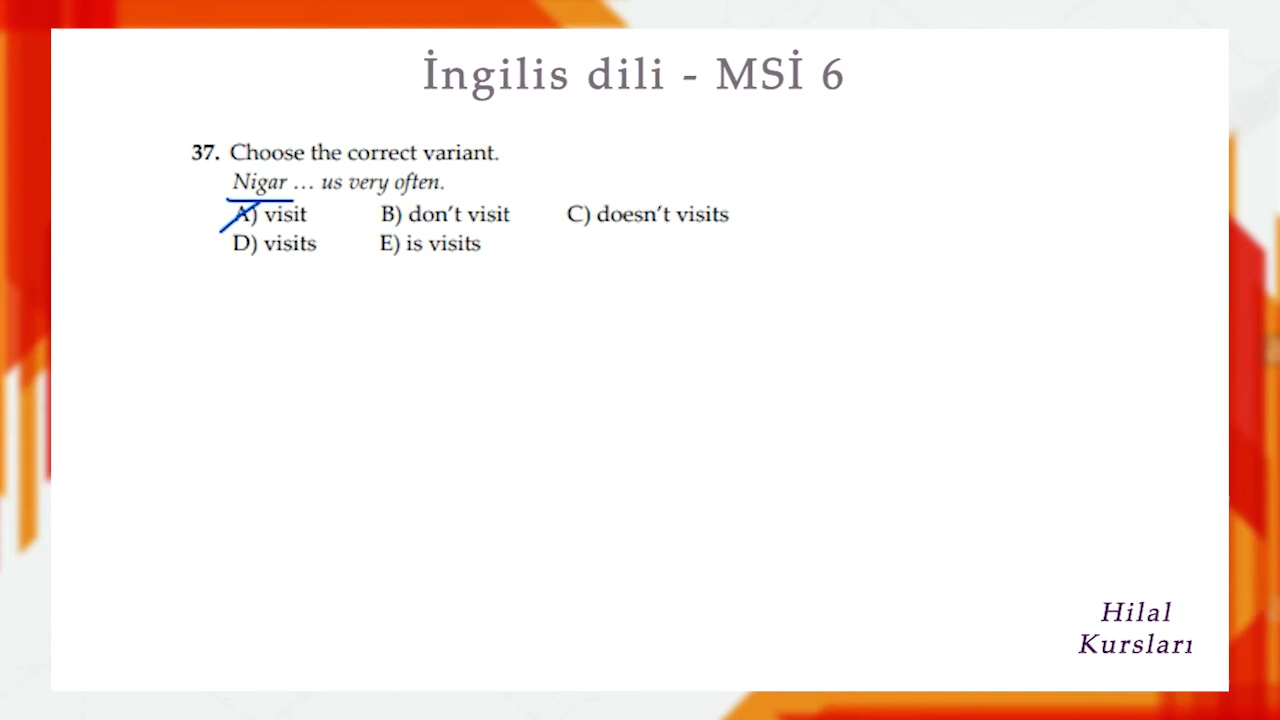 İngilis dili - MSİ 6
37. Choose the correct variant.
Nigar ... us very often.
A) visit B) don't visit C) doesn't visits
D) visits E) is visits
Hilal
Kursları